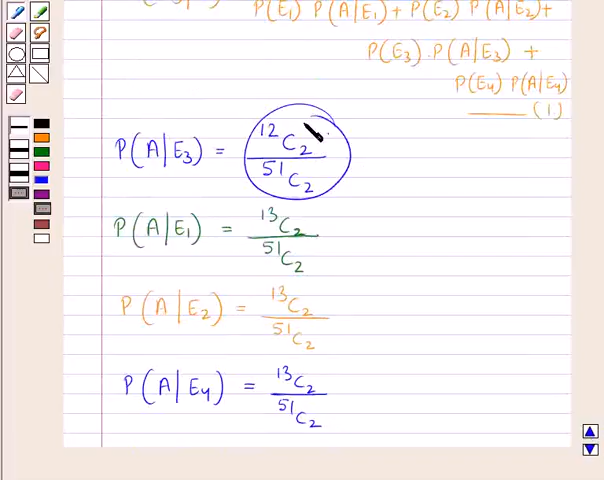 P(E₁) P(A|E₁) + P(E₂) P(A|E₂) +
P(E₃) . P(A|E₃) +
P(E₄) P(A|E₄)
——— (1)
P(A|E₃) = ¹²C₂ / ⁵¹C₂
P(A|E₁) = ¹³C₂ / ⁵¹C₂
P(A|E₂) = ¹³C₂ / ⁵¹C₂
P(A|E₄) = ¹³C₂ / ⁵¹C₂